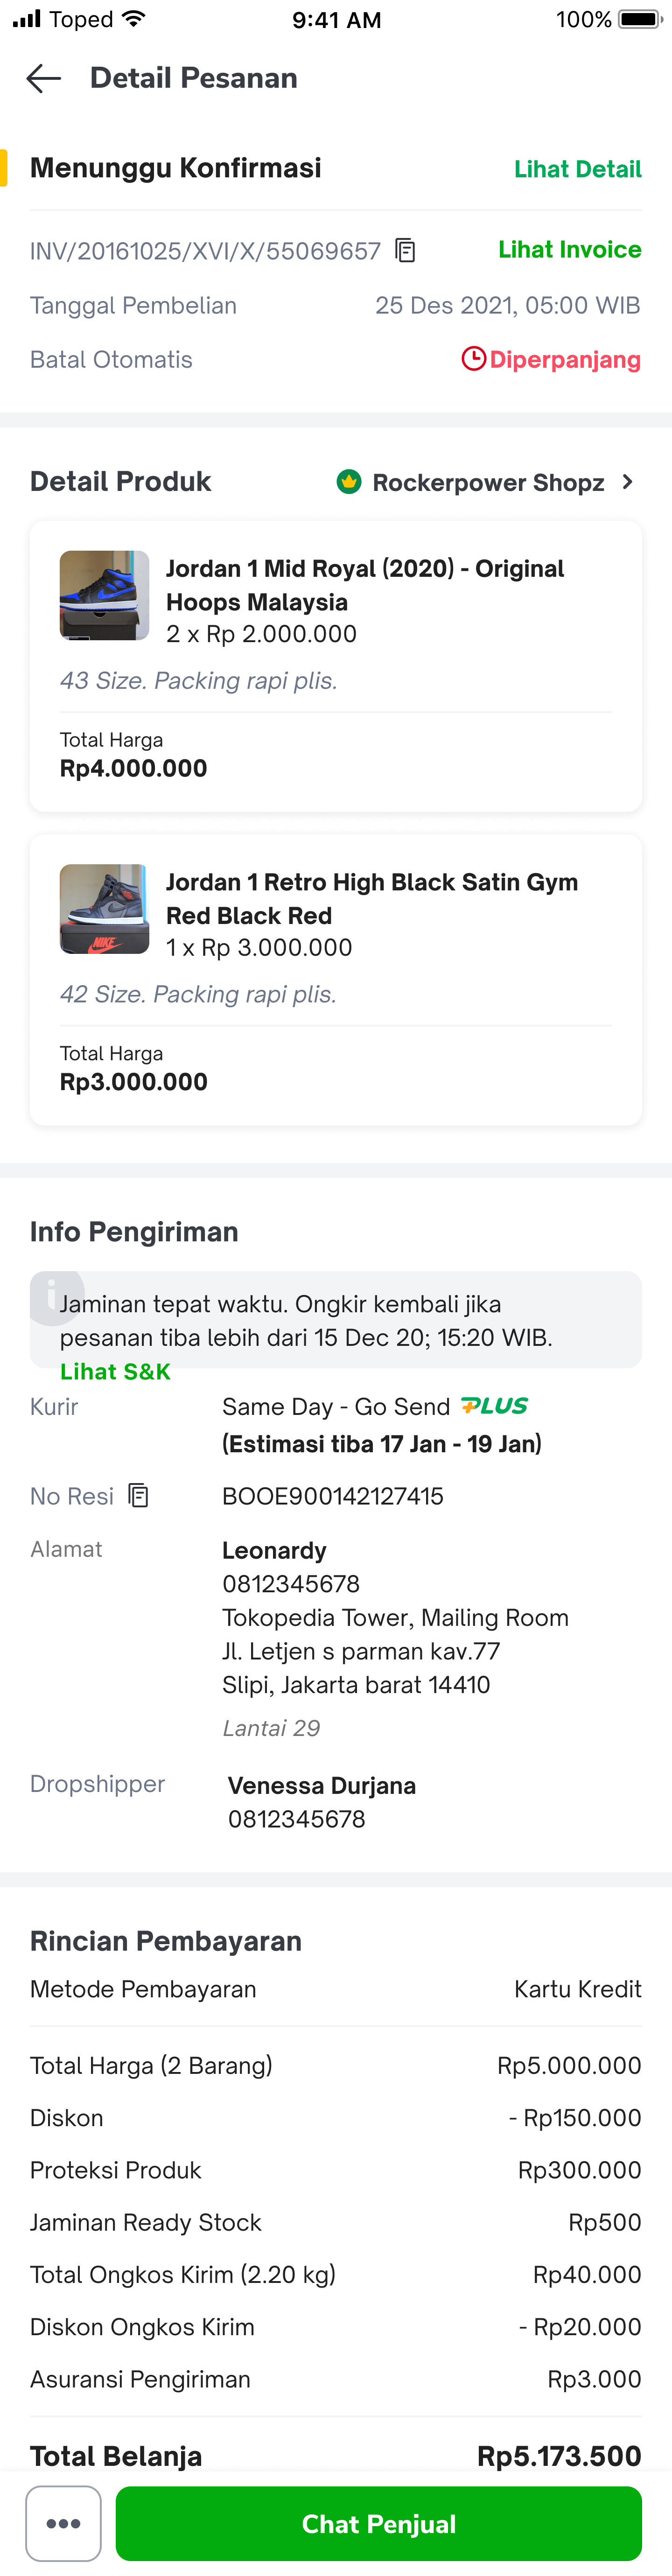 Toped 9:41 AM 100%
Detail Pesanan
Menunggu Konfirmasi Lihat Detail
INV/20161025/XVI/X/55069657 Lihat Invoice
Tanggal Pembelian 25 Des 2021, 05:00 WIB
Batal Otomatis Diperpanjang
Detail Produk Rockerpower Shopz
Jordan 1 Mid Royal (2020) - Original
Hoops Malaysia
2 x Rp 2.000.000
43 Size. Packing rapi plis.
Total Harga
Rp4.000.000
Jordan 1 Retro High Black Satin Gym
Red Black Red
1 x Rp 3.000.000
NIKE
42 Size. Packing rapi plis.
Total Harga
Rp3.000.000
Info Pengiriman
Jaminan tepat waktu. Ongkir kembali jika
pesanan tiba lebih dari 15 Dec 20; 15:20 WIB.
Lihat S&K
Kurir Same Day - Go Send PLUS
(Estimasi tiba 17 Jan - 19 Jan)
No Resi BOOE900142127415
Alamat Leonardy
0812345678
Tokopedia Tower, Mailing Room
Jl. Letjen s parman kav.77
Slipi, Jakarta barat 14410
Lantai 29
Dropshipper Venessa Durjana
0812345678
Rincian Pembayaran
Metode Pembayaran Kartu Kredit
Total Harga (2 Barang) Rp5.000.000
Diskon - Rp150.000
Proteksi Produk Rp300.000
Jaminan Ready Stock Rp500
Total Ongkos Kirim (2.20 kg) Rp40.000
Diskon Ongkos Kirim - Rp20.000
Asuransi Pengiriman Rp3.000
Total Belanja Rp5.173.500
Chat Penjual